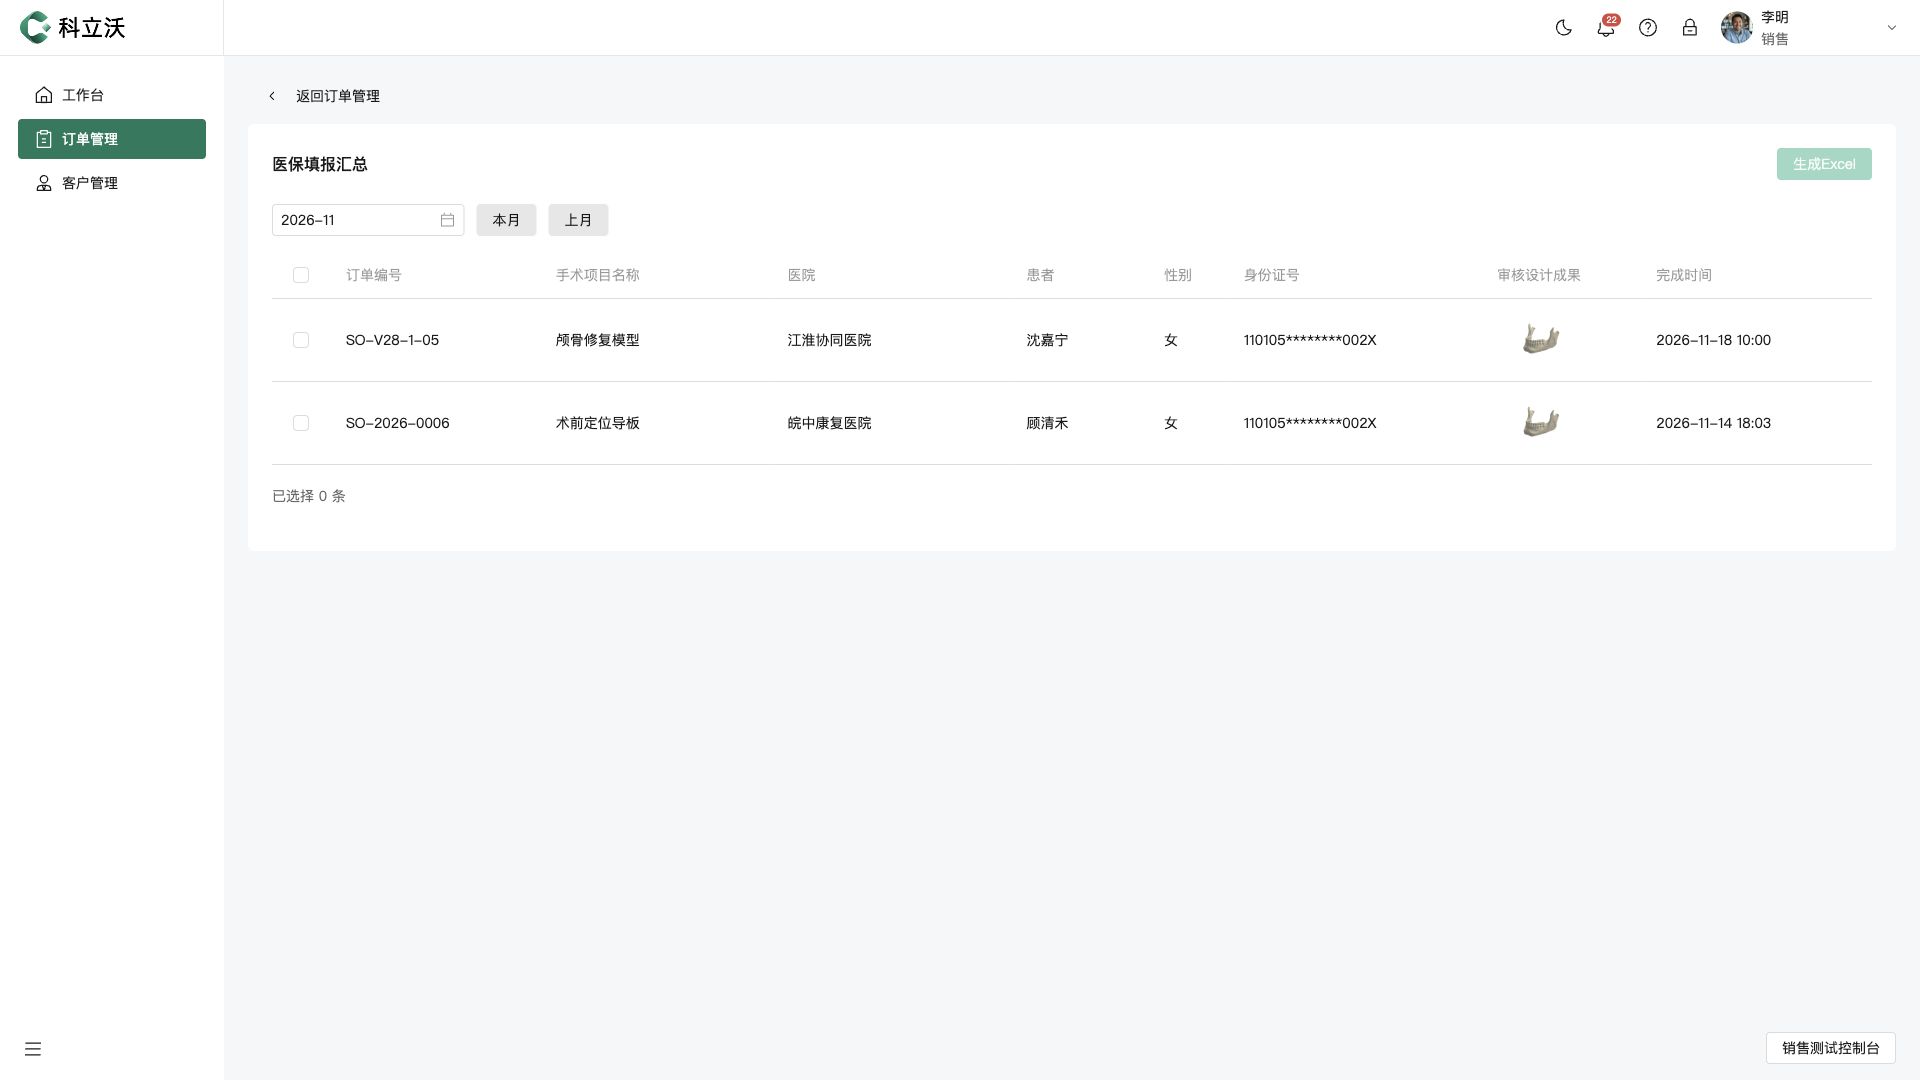 科立沃
22
李明
销售
工作台
订单管理
客户管理
返回订单管理
医保填报汇总
生成Excel
2026-11
本月
上月
订单编号 手术项目名称 医院 患者 性别 身份证号 审核设计成果 完成时间
SO-V28-1-05 颅骨修复模型 江淮协同医院 沈嘉宁 女 110105********002X 2026-11-18 10:00
SO-2026-0006 术前定位导板 皖中康复医院 顾清禾 女 110105********002X 2026-11-14 18:03
已选择 0 条
销售测试控制台